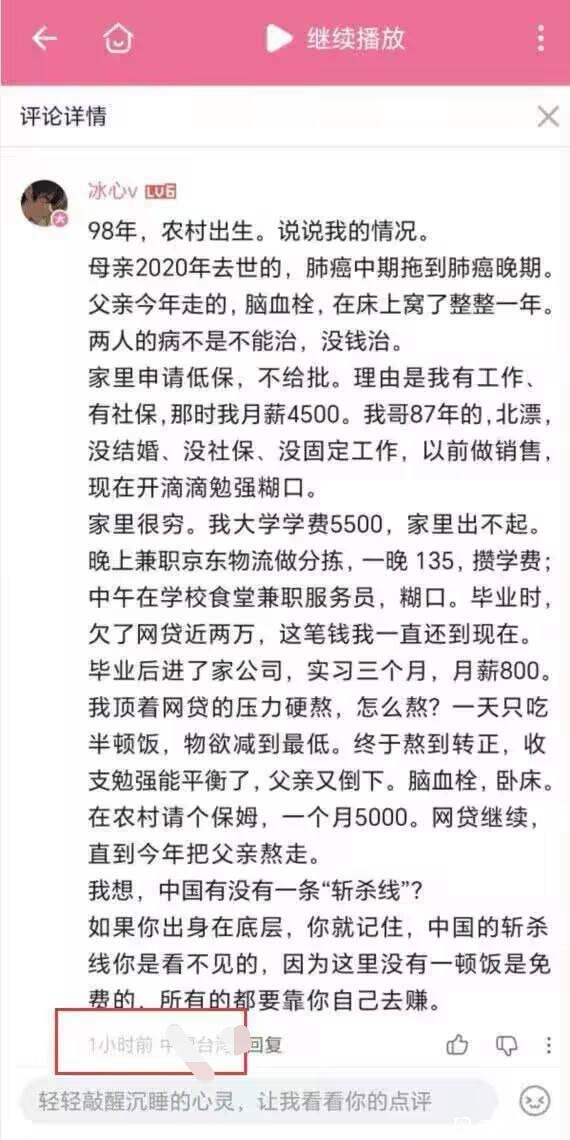 继续播放
评论详情
冰心v LV6
98年，农村出生。说说我的情况。
母亲2020年去世的，肺癌中期拖到肺癌晚期。
父亲今年走的，脑血栓，在床上窝了整整一年。
两人的病不是不能治，没钱治。
家里申请低保，不给批。理由是我有工作、
有社保，那时我月薪4500。我哥87年的，北漂，
没结婚、没社保、没固定工作，以前做销售，
现在开滴滴勉强糊口。
家里很穷。我大学学费5500，家里出不起。
晚上兼职京东物流做分拣，一晚 135，攒学费；
中午在学校食堂兼职服务员，糊口。毕业时，
欠了网贷近两万，这笔钱我一直还到现在。
毕业后进了家公司，实习三个月，月薪800。
我顶着网贷的压力硬熬，怎么熬？一天只吃
半顿饭，物欲减到最低。终于熬到转正，收
支勉强能平衡了，父亲又倒下。脑血栓，卧床。
在农村请个保姆，一个月5000。网贷继续，
直到今年把父亲熬走。
我想，中国有没有一条“斩杀线”？
如果你出身在底层，你就记住，中国的斩杀
线你是看不见的，因为这里没有一顿饭是免
费的，所有的都要靠你自己去赚。
1小时前 中 台湾 回复
轻轻敲醒沉睡的心灵，让我看看你的点评